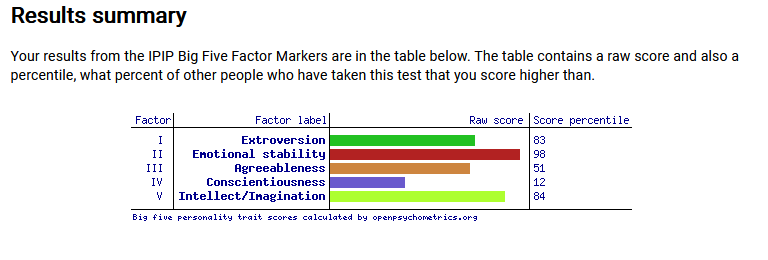 Results summary
Your results from the IPIP Big Five Factor Markers are in the table below. The table contains a raw score and also a
percentile, what percent of other people who have taken this test that you score higher than.
Factor Factor label Raw score Score percentile
I Extroversion 83
II Emotional stability 98
III Agreeableness 51
IV Conscientiousness 12
V Intellect/Imagination 84
Big five personality trait scores calculated by openpsychometrics.org